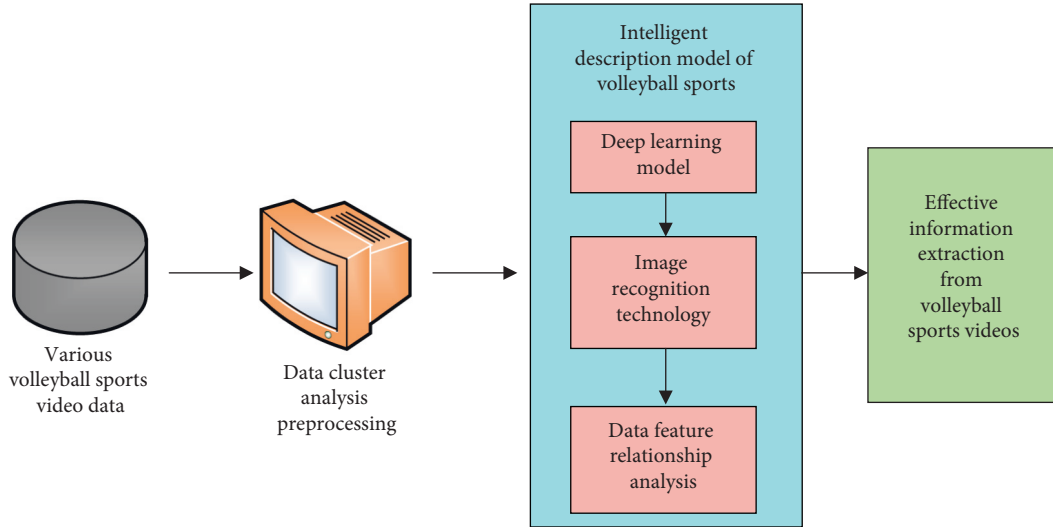 Various
volleyball sports
video data
Data cluster
analysis
preprocessing
Intelligent
description model of
volleyball sports
Deep learning
model
Image
recognition
technology
Data feature
relationship
analysis
Effective
information
extraction
from
volleyball
sports videos